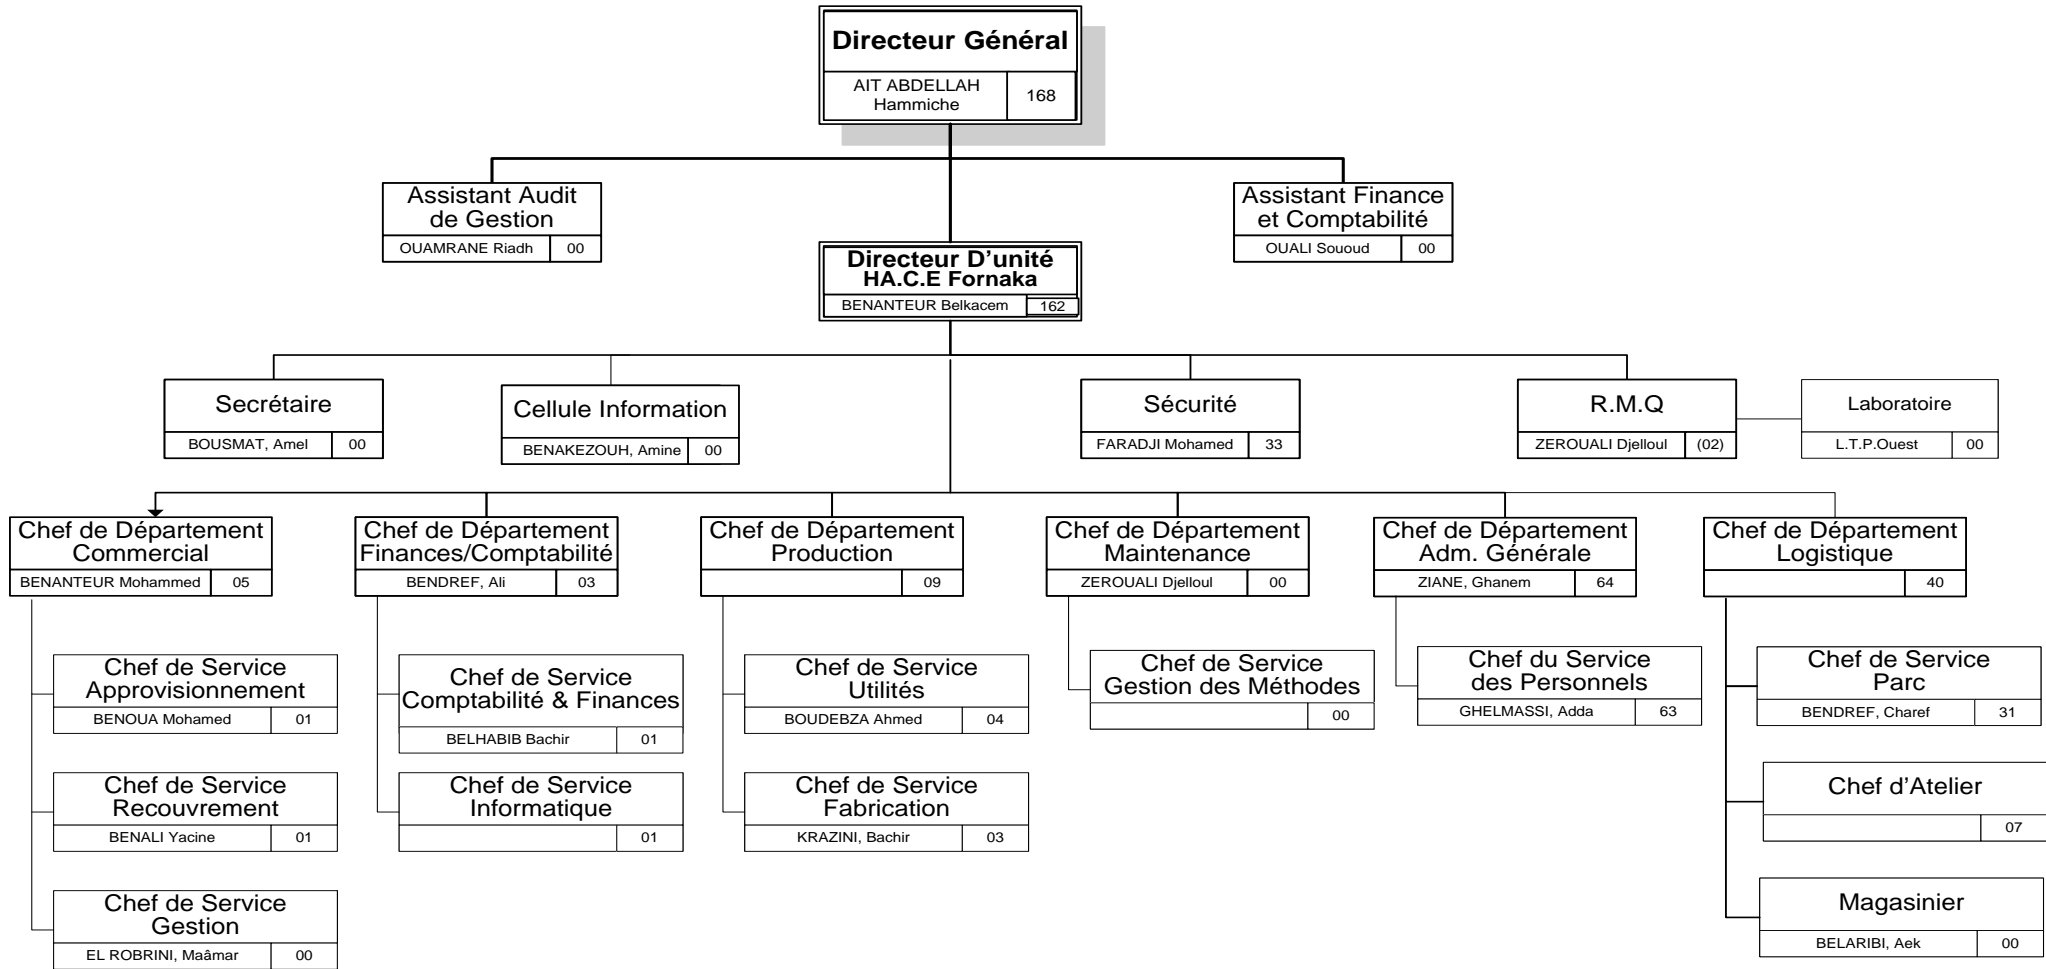 Directeur Général
AIT ABDELLAH
Hammiche
168
Assistant Audit
de Gestion
OUAMRANE Riadh
00
Assistant Finance
et Comptabilité
OUALI Sououd
00
Directeur D’unité
HA.C.E Fornaka
BENANTEUR Belkacem
162
Secrétaire
BOUSMAT, Amel
00
Cellule Information
BENAKEZOUH, Amine
00
Sécurité
FARADJI Mohamed
33
R.M.Q
ZEROUALI Djelloul
(02)
Laboratoire
L.T.P.Ouest
00
Chef de Département
Commercial
BENANTEUR Mohammed
05
Chef de Département
Finances/Comptabilité
BENDREF, Ali
03
Chef de Département
Production
09
Chef de Département
Maintenance
ZEROUALI Djelloul
00
Chef de Département
Adm. Générale
ZIANE, Ghanem
64
Chef de Département
Logistique
40
Chef de Service
Approvisionnement
BENOUA Mohamed
01
Chef de Service
Comptabilité & Finances
BELHABIB Bachir
01
Chef de Service
Utilités
BOUDEBZA Ahmed
04
Chef de Service
Gestion des Méthodes
00
Chef du Service
des Personnels
GHELMASSI, Adda
63
Chef de Service
Parc
BENDREF, Charef
31
Chef de Service
Recouvrement
BENALI Yacine
01
Chef de Service
Informatique
01
Chef de Service
Fabrication
KRAZINI, Bachir
03
Chef d’Atelier
07
Chef de Service
Gestion
EL ROBRINI, Maâmar
00
Magasinier
BELARIBI, Aek
00